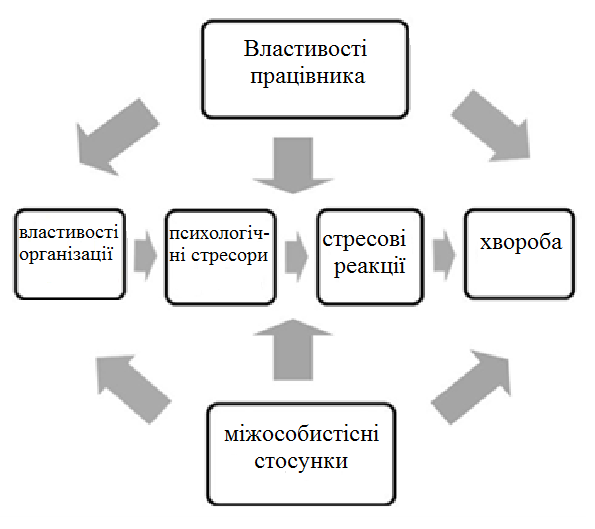 Властивості
працівника
властивості
організації
психологіч-
ні стресори
стресові
реакції
хвороба
міжособистісні
стосунки